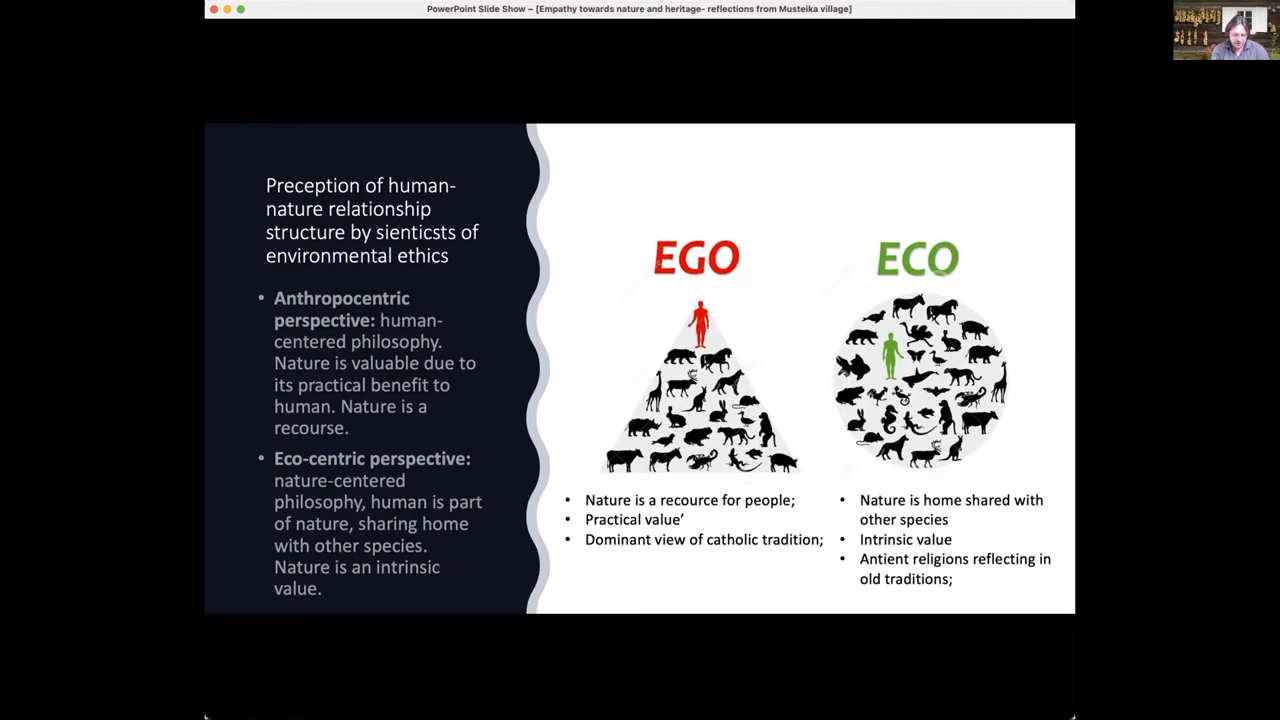 PowerPoint Slide Show – [Empathy towards nature and heritage- reflections from Musteika village]
Preception of human-
nature relationship
structure by sienticsts of
environmental ethics
• Anthropocentric
perspective: human-
centered philosophy.
Nature is valuable due to
its practical benefit to
human. Nature is a
recourse.
• Eco-centric perspective:
nature-centered
philosophy, human is part
of nature, sharing home
with other species.
Nature is an intrinsic
value.
EGO
• Nature is a recource for people;
• Practical value’
• Dominant view of catholic tradition;
ECO
• Nature is home shared with
other species
• Intrinsic value
• Antient religions reflecting in
old traditions;